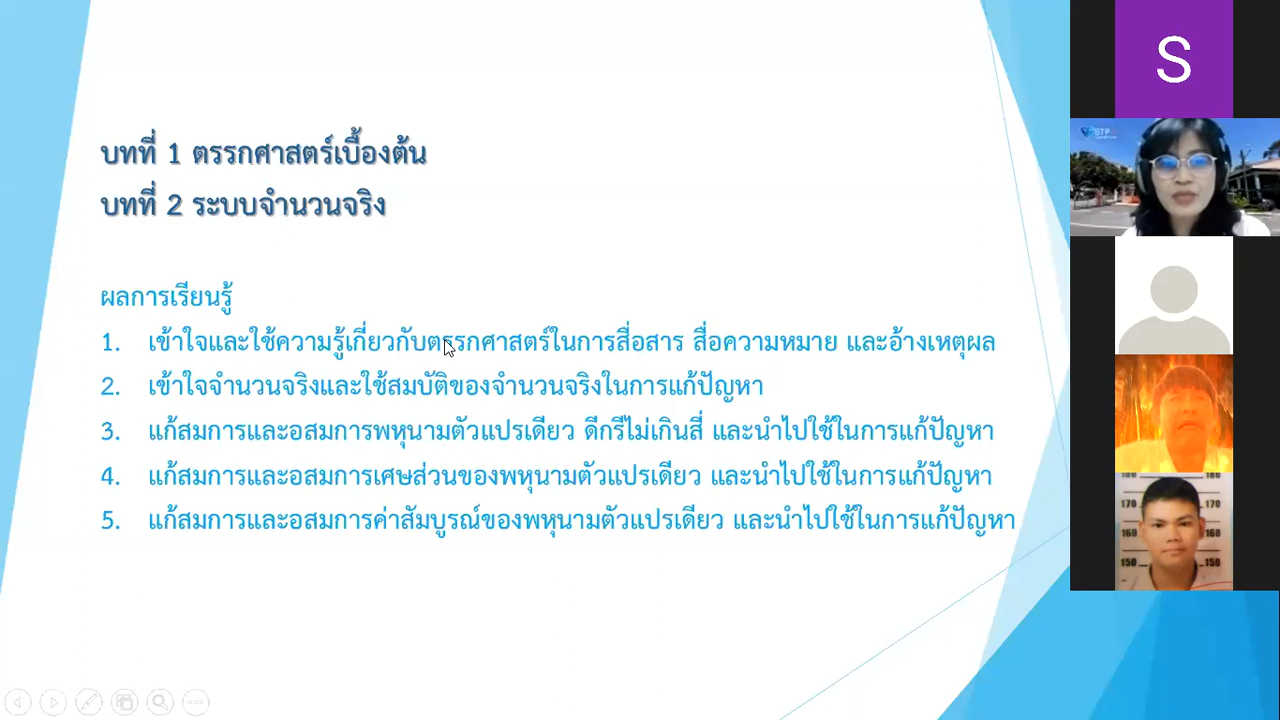 บทที่ 1 ตรรกศาสตร์เบื้องต้น
บทที่ 2 ระบบจำนวนจริง
ผลการเรียนรู้
1. เข้าใจและใช้ความรู้เกี่ยวกับตรรกศาสตร์ในการสื่อสาร สื่อความหมาย และอ้างเหตุผล
2. เข้าใจจำนวนจริงและใช้สมบัติของจำนวนจริงในการแก้ปัญหา
3. แก้สมการและอสมการพหุนามตัวแปรเดียว ดีกรีไม่เกินสี่ และนำไปใช้ในการแก้ปัญหา
4. แก้สมการและอสมการเศษส่วนของพหุนามตัวแปรเดียว และนำไปใช้ในการแก้ปัญหา
5. แก้สมการและอสมการค่าสัมบูรณ์ของพหุนามตัวแปรเดียว และนำไปใช้ในการแก้ปัญหา
S
STP
180 180
170 170
160 160
150 150